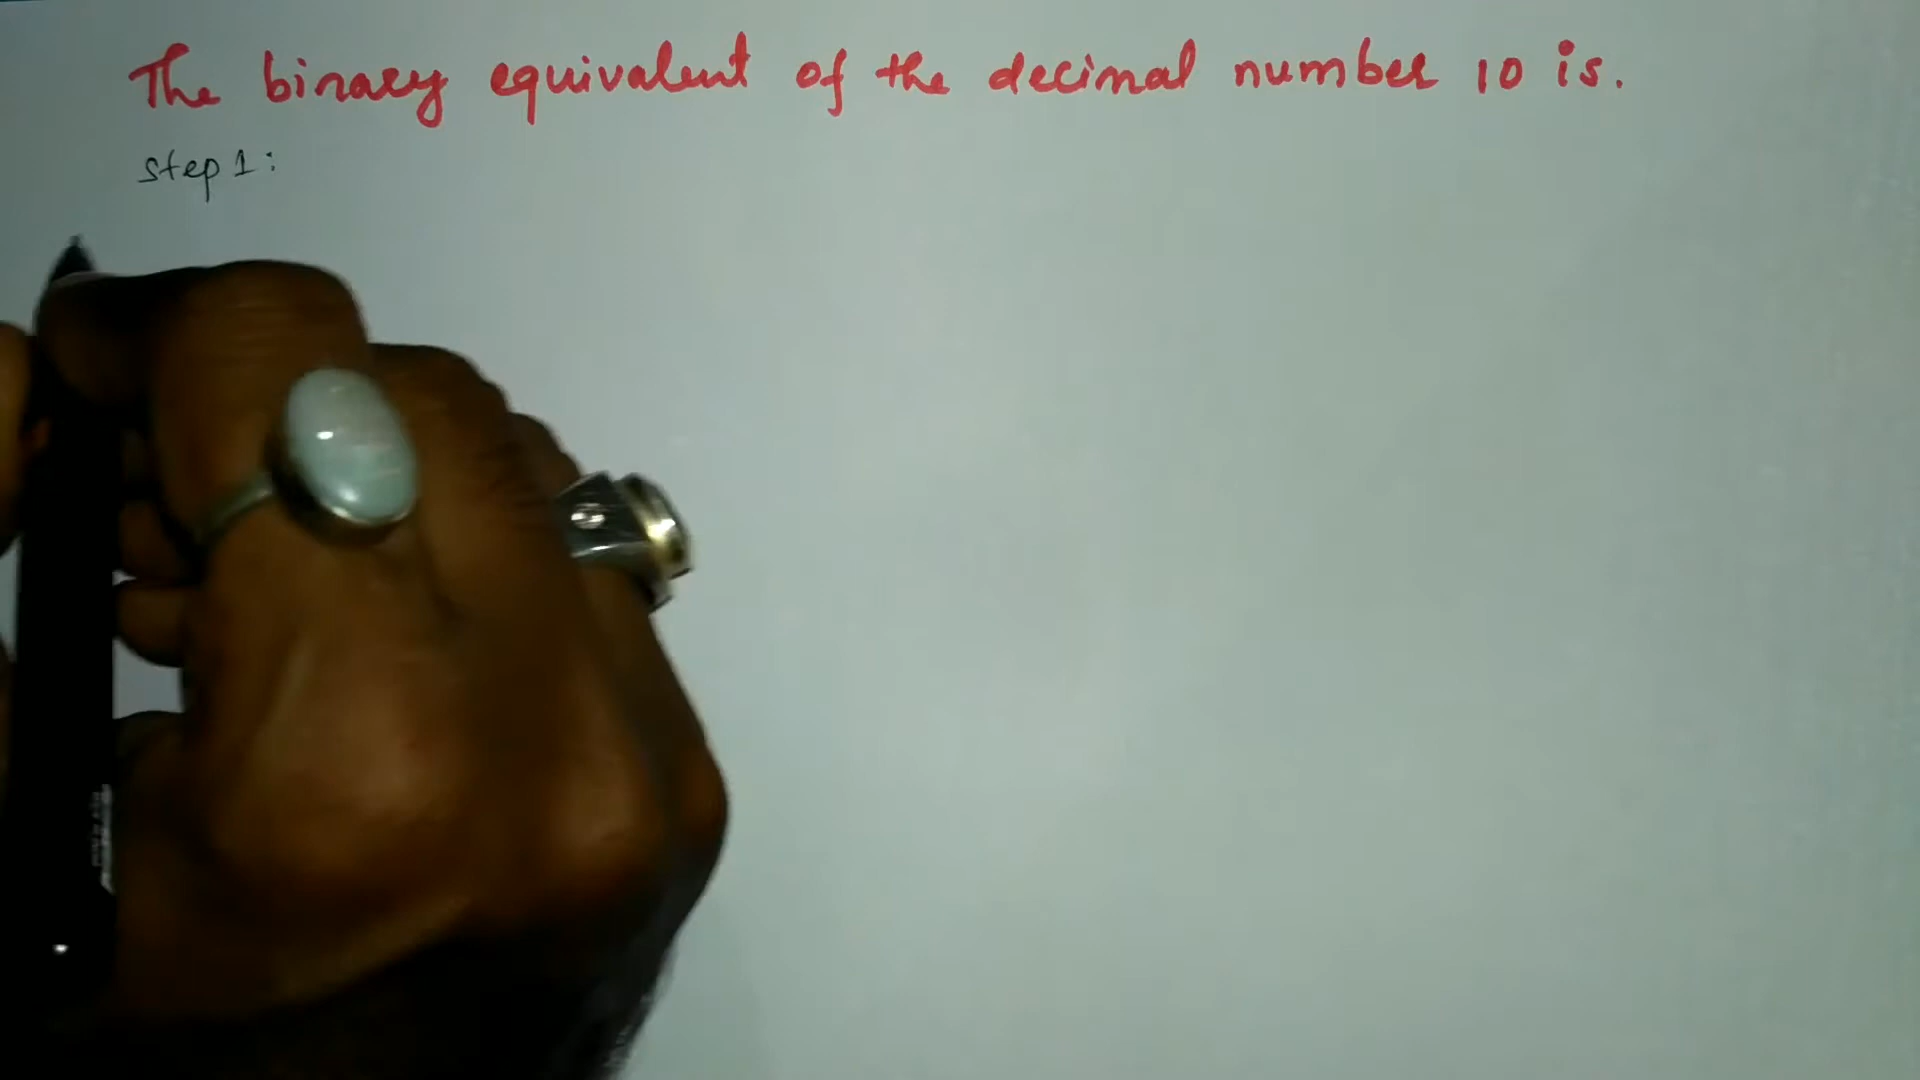 The binary equivalent of the decimal number 10 is.
step 1: